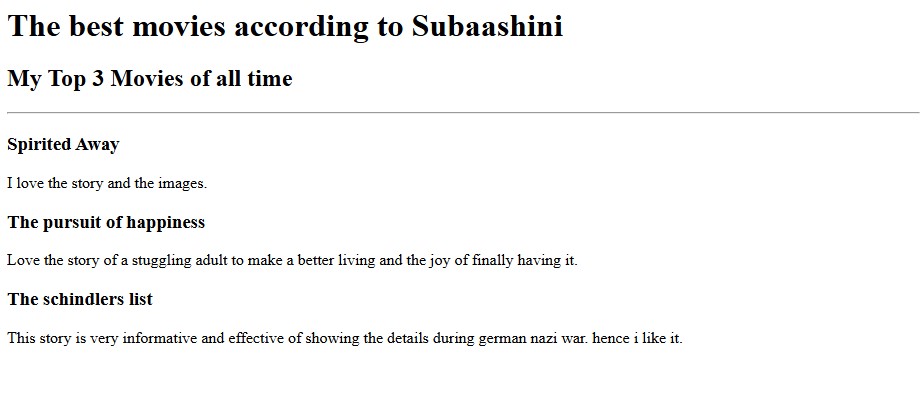 The best movies according to Subaashini
My Top 3 Movies of all time
Spirited Away
I love the story and the images.
The pursuit of happiness
Love the story of a stuggling adult to make a better living and the joy of finally having it.
The schindlers list
This story is very informative and effective of showing the details during german nazi war. hence i like it.